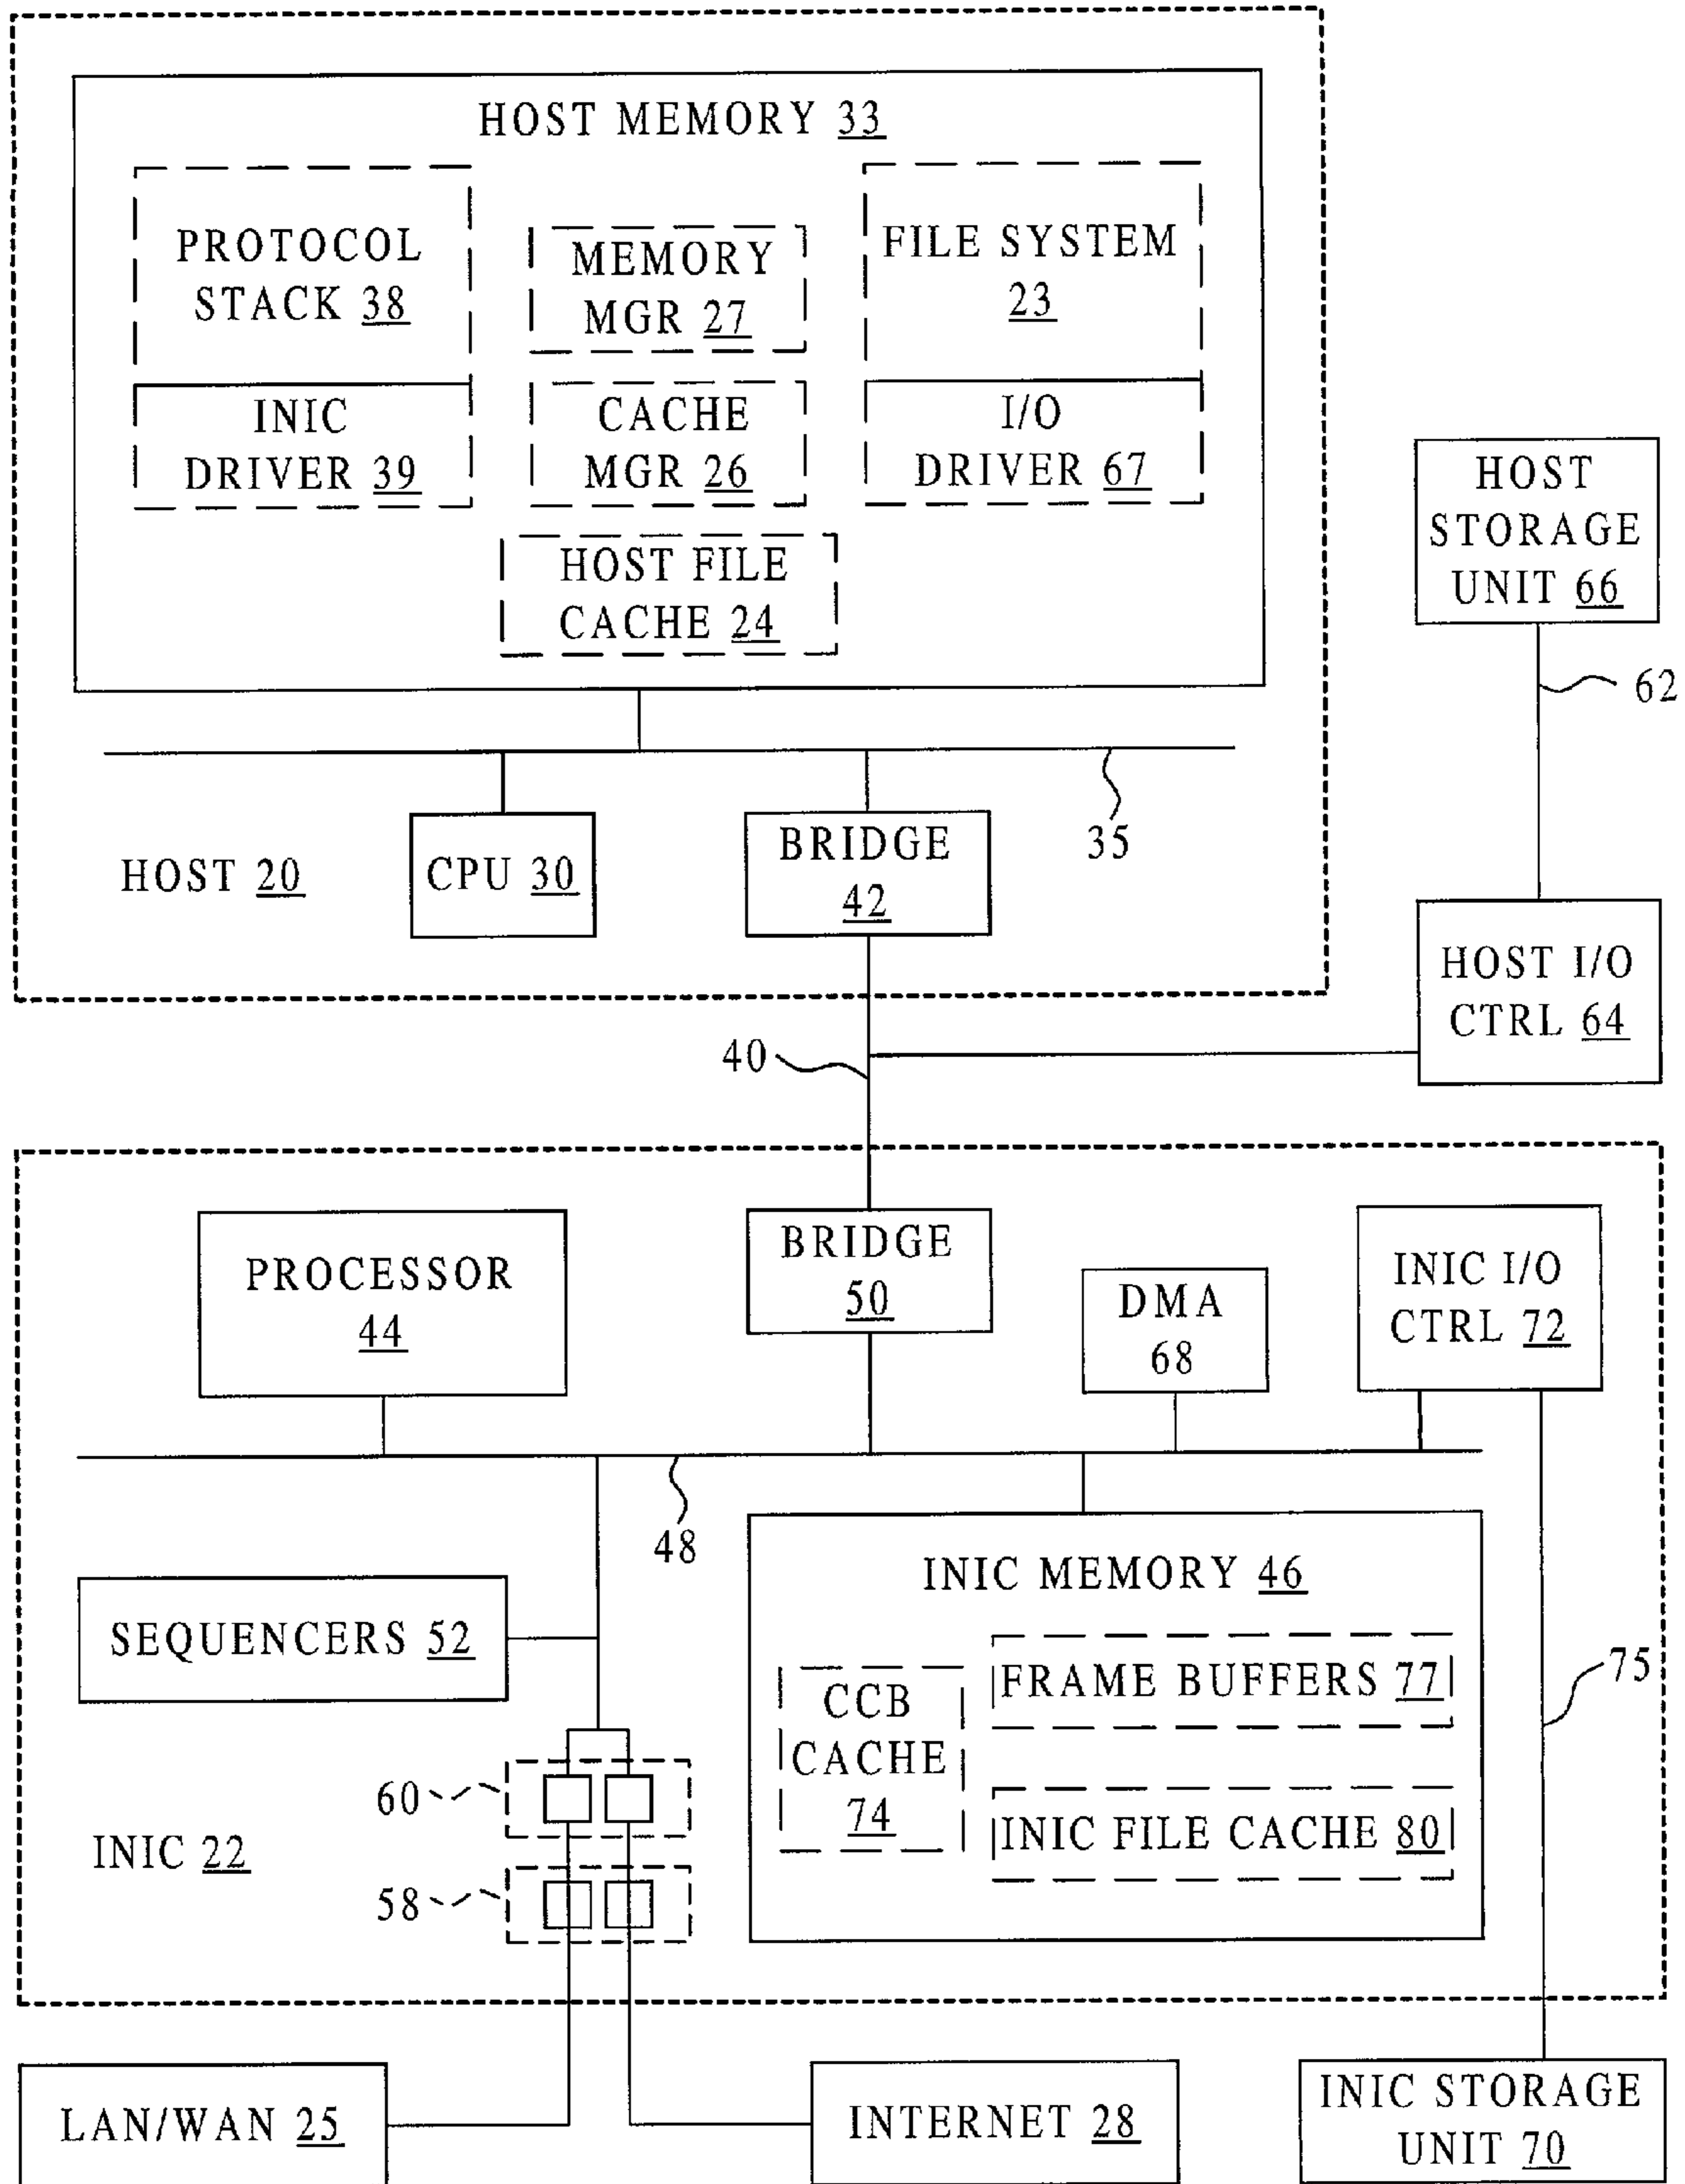 HOST MEMORY 33
PROTOCOL
STACK 38
MEMORY
MGR 27
FILE SYSTEM
23
INIC
DRIVER 39
CACHE
MGR 26
I/O
DRIVER 67
HOST FILE
CACHE 24
HOST
STORAGE
UNIT 66
62
35
HOST 20
CPU 30
BRIDGE
42
HOST I/O
CTRL 64
40
PROCESSOR
44
BRIDGE
50
DMA
68
INIC I/O
CTRL 72
48
SEQUENCERS 52
INIC MEMORY 46
CCB
CACHE
74
FRAME BUFFERS 77
INIC FILE CACHE 80
75
60
INIC 22
58
LAN/WAN 25
INTERNET 28
INIC STORAGE
UNIT 70